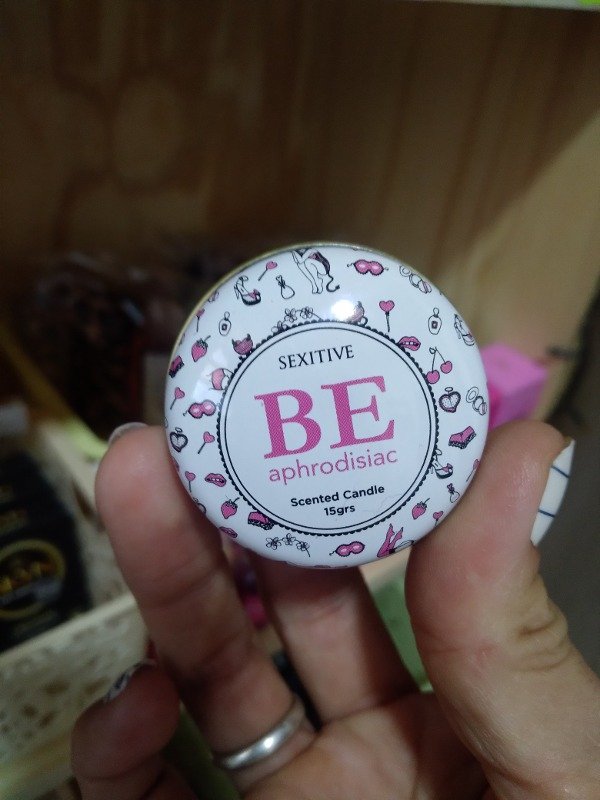 SEXITIVE
BE
aphrodisiac
Scented Candle
15grs